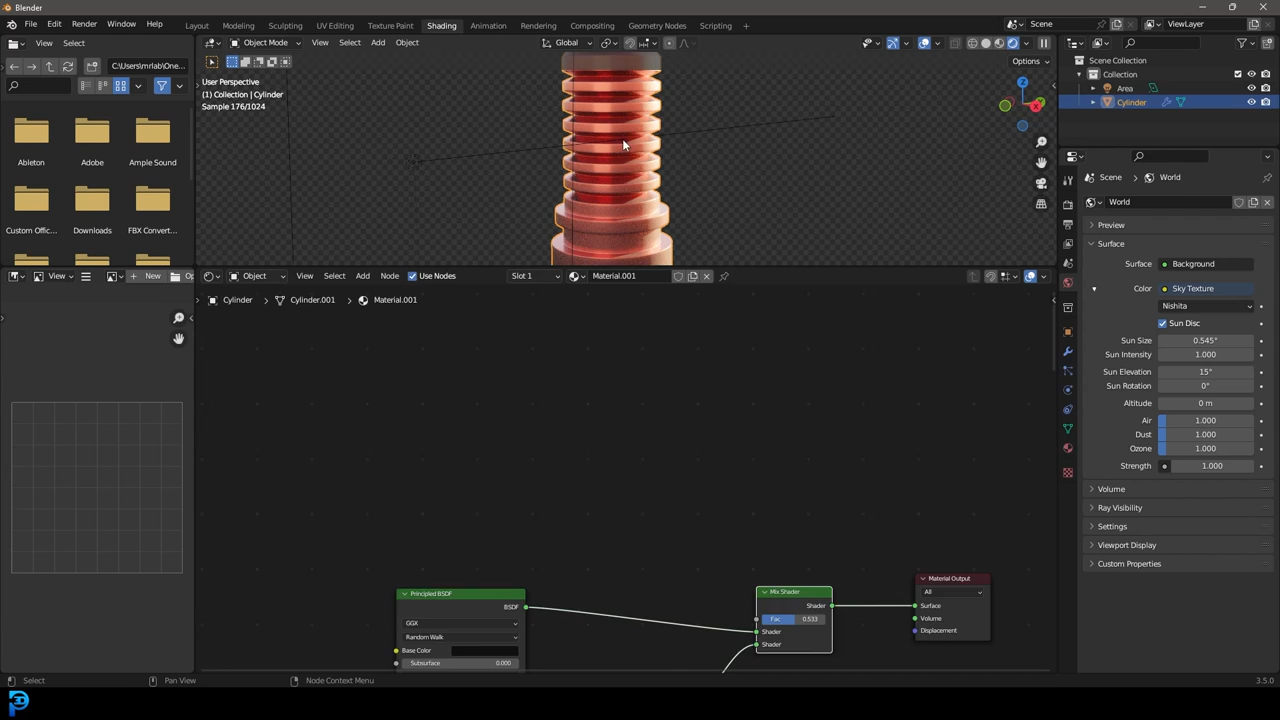 Blender
File Edit Render Window Help
Layout Modeling Sculpting UV Editing Texture Paint Shading Animation Rendering Compositing Geometry Nodes Scripting
Scene ViewLayer
View Select
Object Mode View Select Add Object Global
C:\Users\mrlab\One...
Options
User Perspective
(1) Collection | Cylinder
Sample 176/1024
Z
Scene Collection
Collection
Area
Cylinder
Ableton Adobe Ample Sound
Custom Offic... Downloads FBX Convert...
View New Op
Object View Select Add Node Use Nodes Slot 1 Material.001
Cylinder Cylinder.001 Material.001
Scene World
World
Preview
Surface
Surface Background
Color Sky Texture
Nishita
Sun Disc
Sun Size 0.545°
Sun Intensity 1.000
Sun Elevation 15°
Sun Rotation 0°
Altitude 0 m
Air 1.000
Dust 1.000
Ozone 1.000
Strength 1.000
Volume
Ray Visibility
Settings
Viewport Display
Custom Properties
Principled BSDF
BSDF
GGX
Random Walk
Base Color
Subsurface 0.000
Mix Shader
Shader
Fac 0.533
Shader
Shader
Material Output
All
Surface
Volume
Displacement
Select Pan View Node Context Menu 3.5.0